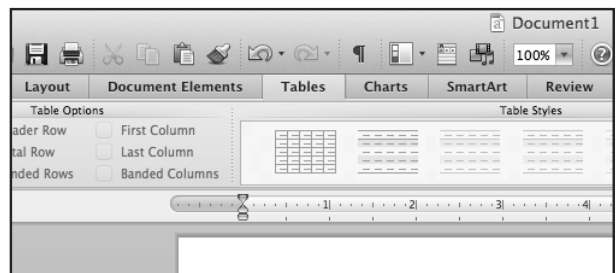 Document1
100%
Layout Document Elements Tables Charts SmartArt Review
Table Options Table Styles
ader Row First Column
tal Row Last Column
nded Rows Banded Columns
1 2 3 4